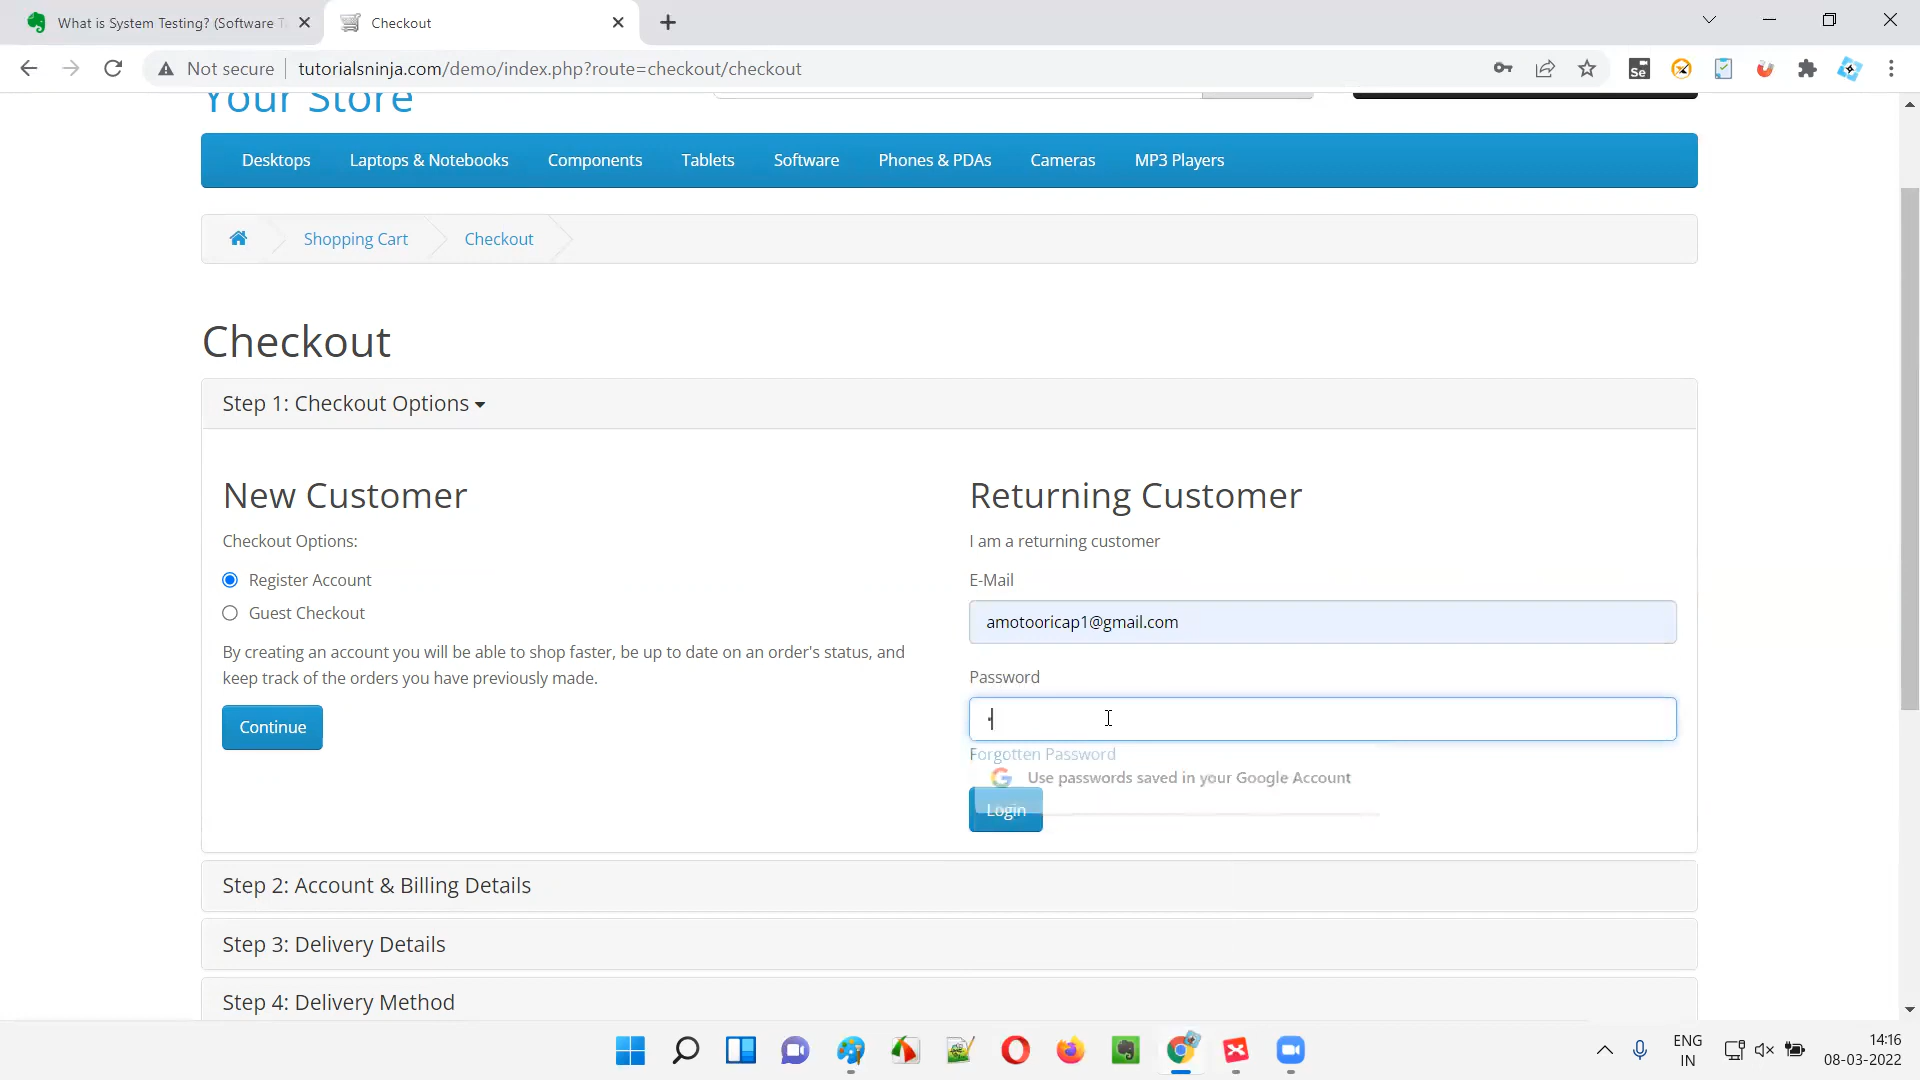 What is System Testing? (Software T
Checkout
Not secure
tutorialsninja.com/demo/index.php?route=checkout/checkout
Your Store
Desktops
Laptops & Notebooks
Components
Tablets
Software
Phones & PDAs
Cameras
MP3 Players
Shopping Cart
Checkout
Checkout
Step 1: Checkout Options
New Customer
Checkout Options:
Register Account
Guest Checkout
By creating an account you will be able to shop faster, be up to date on an order's status, and
keep track of the orders you have previously made.
Continue
Returning Customer
I am a returning customer
E-Mail
amotooricap1@gmail.com
Password
Forgotten Password
Use passwords saved in your Google Account
Login
Step 2: Account & Billing Details
Step 3: Delivery Details
Step 4: Delivery Method
ENG
IN
14:16
08-03-2022
Se